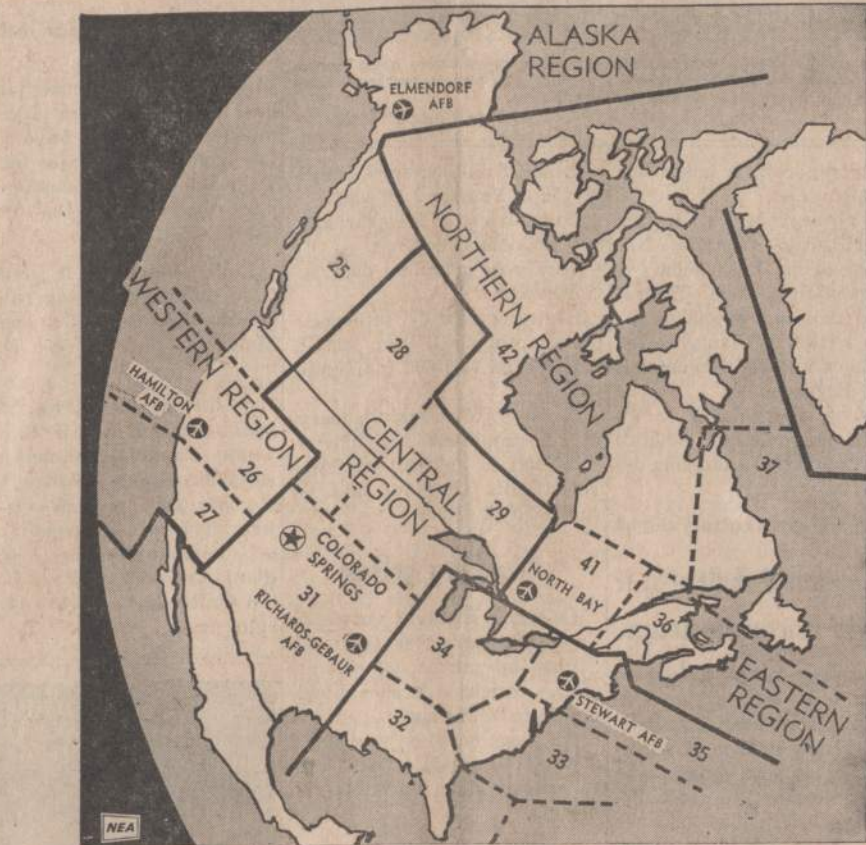 ALASKA
REGION
ELMENDORF
AFB
NORTHERN REGION
25
28
42
WESTERN REGION
HAMILTON
AFB
26
27
CENTRAL
REGION
29
37
COLORADO
SPRINGS
31
RICHARDS-GEBAUR
AFB
41
NORTH BAY
36
34
32
EASTERN
REGION
STEWART AFB
35
33
NEA